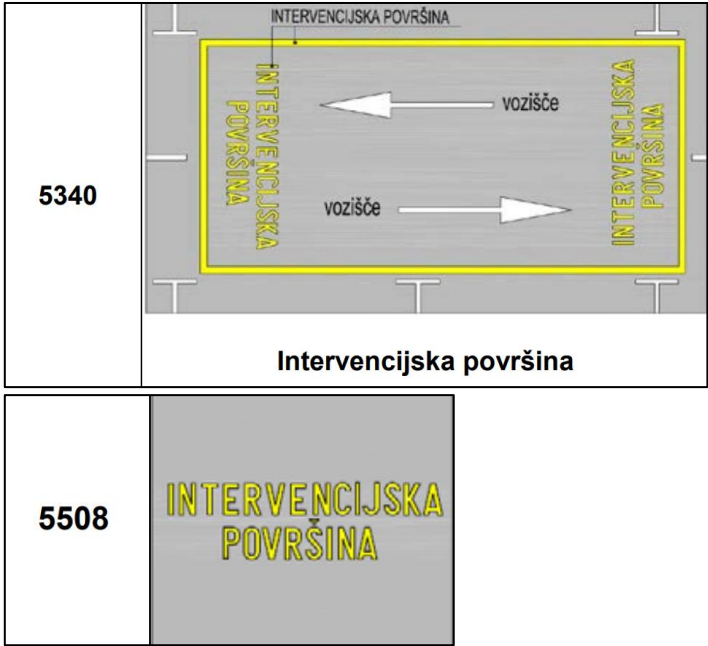 5340
INTERVENCIJSKA POVRŠINA
INTERVENCIJSKA
POVRŠINA
vozišče
vozišče
INTERVENCIJSKA
POVRŠINA
Intervencijska površina
5508
INTERVENCIJSKA
POVRŠINA